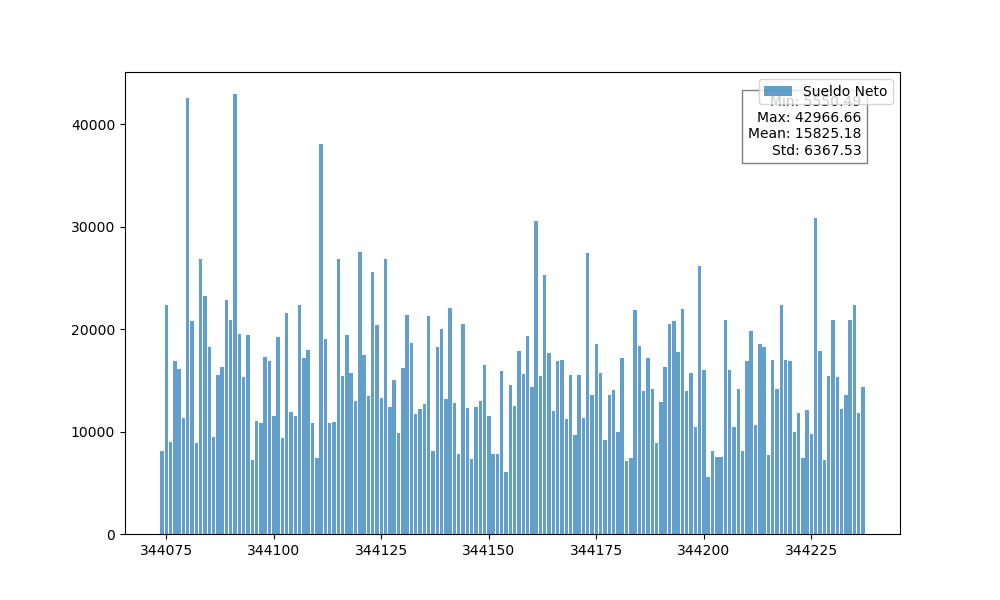 Sueldo Neto
Min: 5550.49
Max: 42966.66
Mean: 15825.18
Std: 6367.53
40000
30000
20000
10000
0
344075 344100 344125 344150 344175 344200 344225